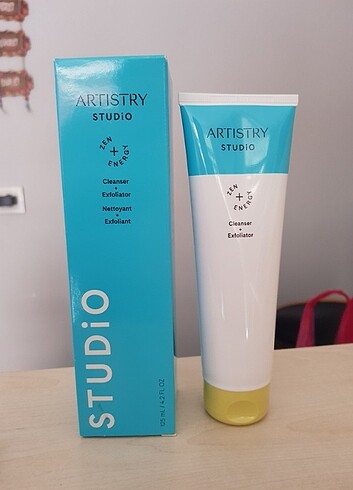 ARTISTRY
STUDiO
ZEN
+
ENERGY
Cleanser
+
Exfoliator
Nettoyant
+
Exfoliant
STUDiO
125 mL / 4.2 FL. OZ.
ARTISTRY
STUDiO
ZEN
+
ENERGY
Cleanser
+
Exfoliator